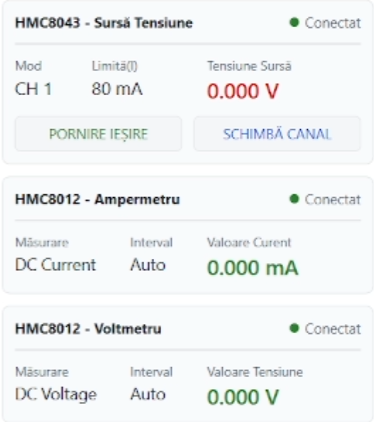 HMC8043 - Sursă Tensiune
Conectat
Mod Limită(I) Tensiune Sursă
CH 1 80 mA 0.000 V
PORNIRE IEȘIRE SCHIMBĂ CANAL
HMC8012 - Ampermetru
Conectat
Măsurare Interval Valoare Curent
DC Current Auto 0.000 mA
HMC8012 - Voltmetru
Conectat
Măsurare Interval Valoare Tensiune
DC Voltage Auto 0.000 V